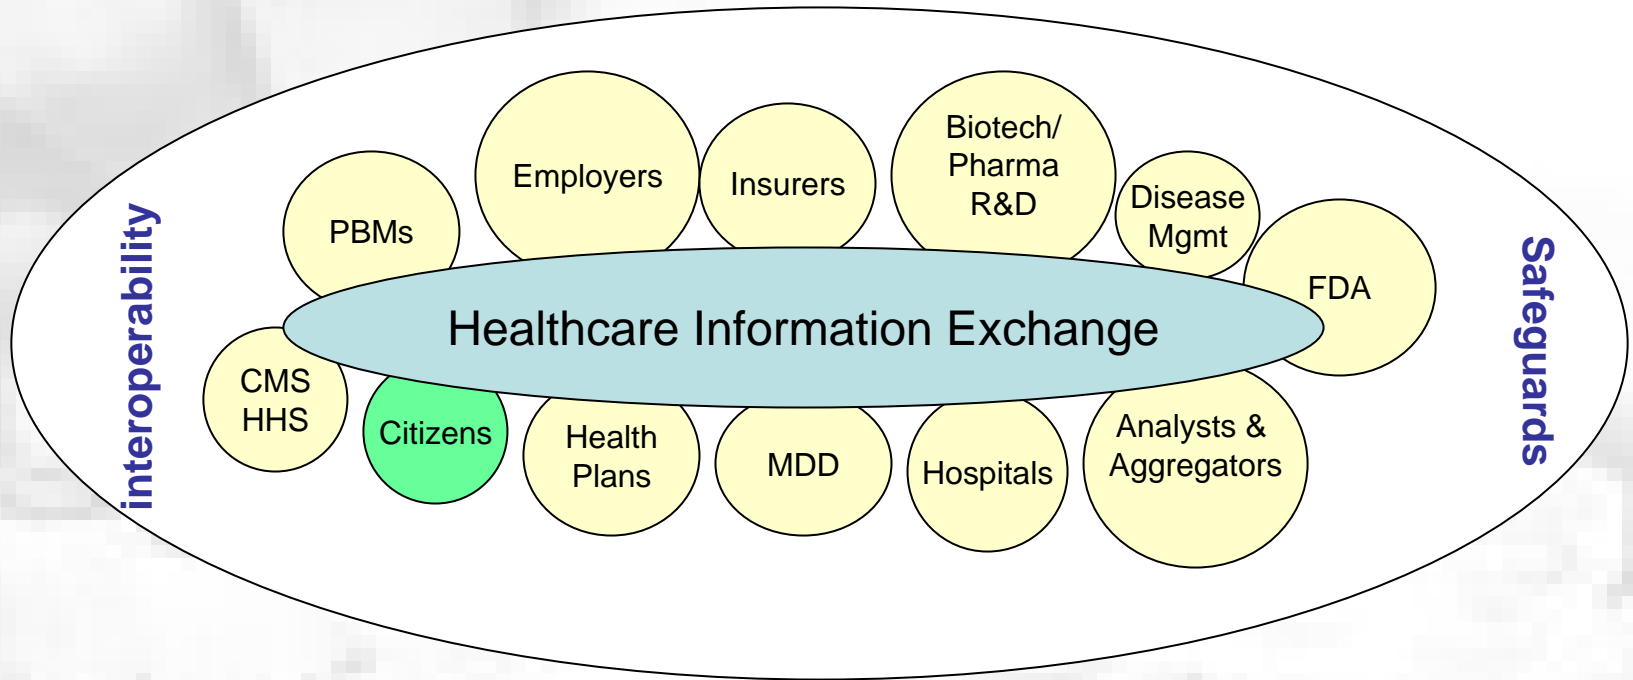 Employers
Insurers
Biotech/
Pharma
R&D
Disease
Mgmt
PBMs
FDA
interoperability
Healthcare Information Exchange
Safeguards
CMS
HHS
Citizens
Health
Plans
MDD
Hospitals
Analysts &
Aggregators